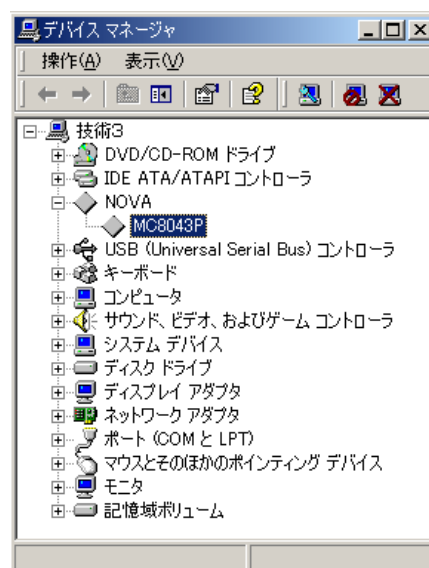 デバイス マネージャ
操作(A) 表示(V)
技術3
DVD/CD-ROM ドライブ
IDE ATA/ATAPI コントローラ
NOVA
MC8043P
USB (Universal Serial Bus) コントローラ
キーボード
コンピュータ
サウンド、ビデオ、およびゲーム コントローラ
システム デバイス
ディスク ドライブ
ディスプレイ アダプタ
ネットワーク アダプタ
ポート (COM と LPT)
マウスとそのほかのポインティング デバイス
モニタ
記憶域ボリューム